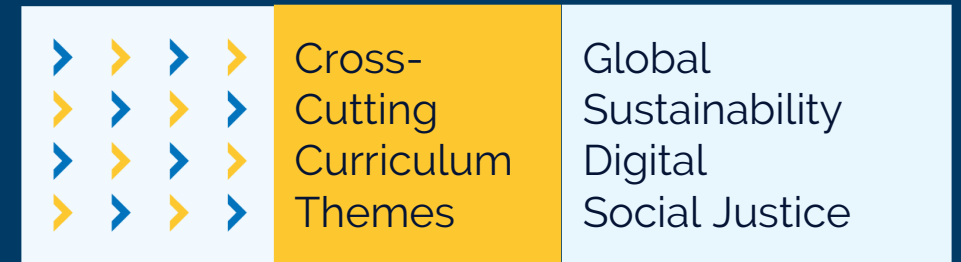 Cross-
Cutting
Curriculum
Themes
Global
Sustainability
Digital
Social Justice